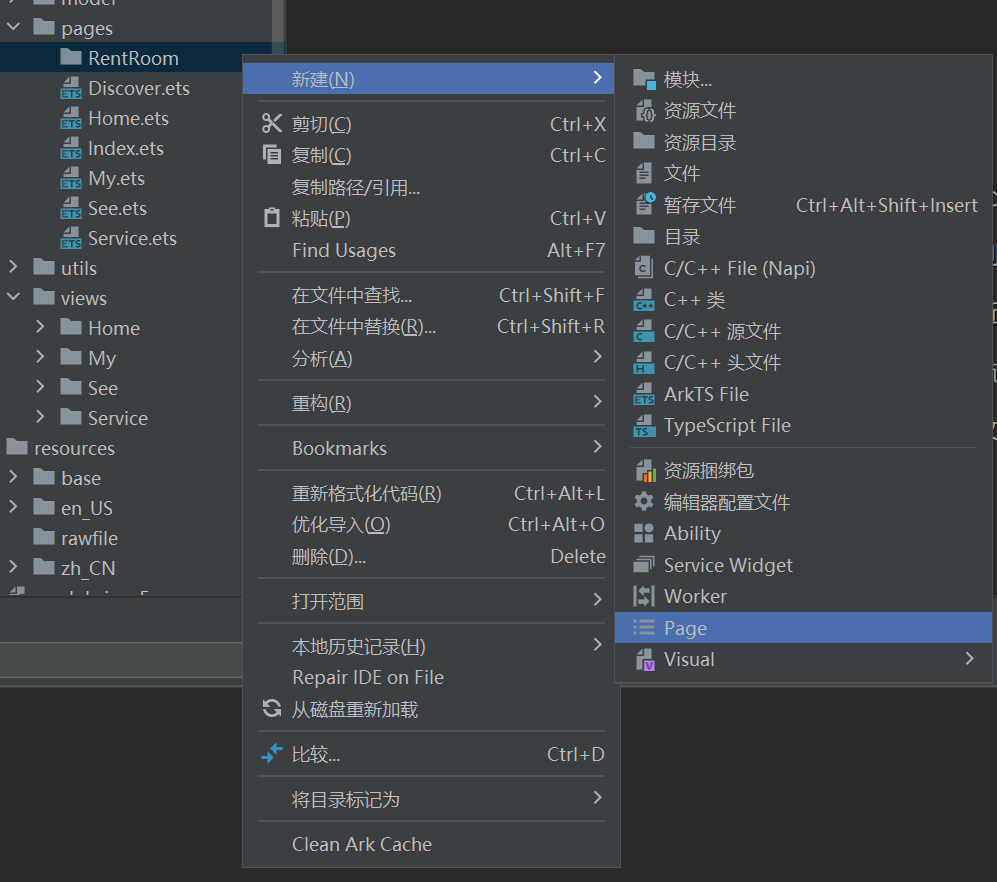 model
pages
RentRoom
Discover.ets
Home.ets
Index.ets
My.ets
See.ets
Service.ets
utils
views
Home
My
See
Service
resources
base
en_US
rawfile
zh_CN
新建(N)
剪切(C) Ctrl+X
复制(C) Ctrl+C
复制路径/引用...
粘贴(P) Ctrl+V
Find Usages Alt+F7
在文件中查找... Ctrl+Shift+F
在文件中替换(R)... Ctrl+Shift+R
分析(A)
重构(R)
Bookmarks
重新格式化代码(R) Ctrl+Alt+L
优化导入(O) Ctrl+Alt+O
删除(D)... Delete
打开范围
本地历史记录(H)
Repair IDE on File
从磁盘重新加载
比较... Ctrl+D
将目录标记为
Clean Ark Cache
模块...
资源文件
资源目录
文件
暂存文件 Ctrl+Alt+Shift+Insert
目录
C/C++ File (Napi)
C++ 类
C/C++ 源文件
C/C++ 头文件
ArkTS File
TypeScript File
资源捆绑包
编辑器配置文件
Ability
Service Widget
Worker
Page
Visual